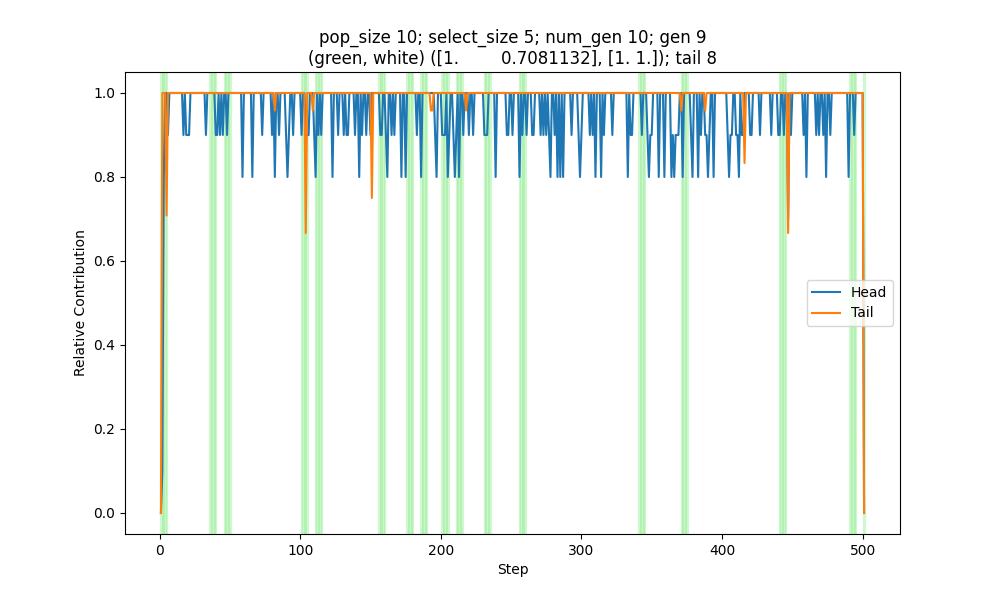 pop_size 10; select_size 5; num_gen 10; gen 9
(green, white) ([1. 0.7081132], [1. 1.]); tail 8
1.0
0.8
0.6
0.4
0.2
0.0
Relative Contribution
Head
Tail
0 100 200 300 400 500
Step